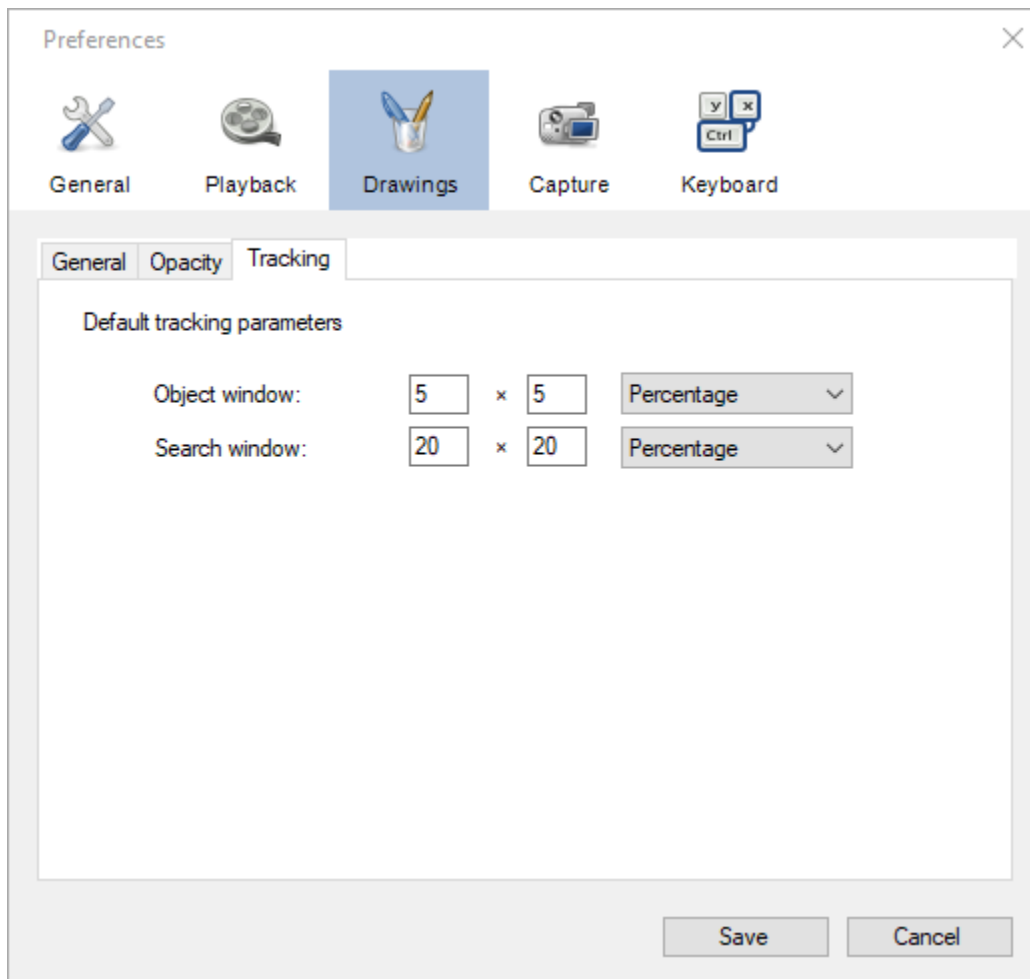 Preferences
y x
Ctrl
General Playback Drawings Capture Keyboard
General Opacity Tracking
Default tracking parameters
Object window: 5 × 5 Percentage
Search window: 20 × 20 Percentage
Save Cancel